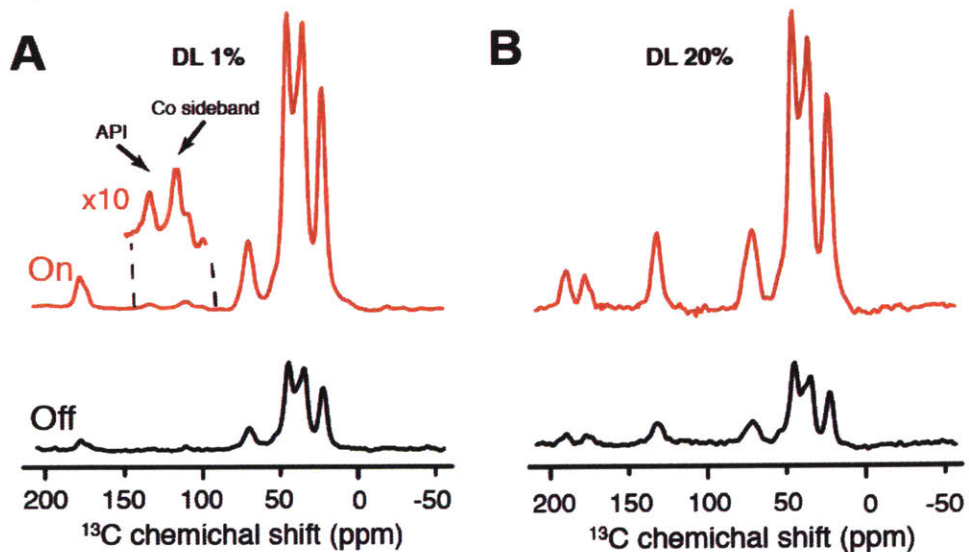 A
DL 1%
Co sideband
API
x10
On
Off
200 150 100 50 0 -50
¹³C chemichal shift (ppm)
B
DL 20%
200 150 100 50 0 -50
¹³C chemichal shift (ppm)